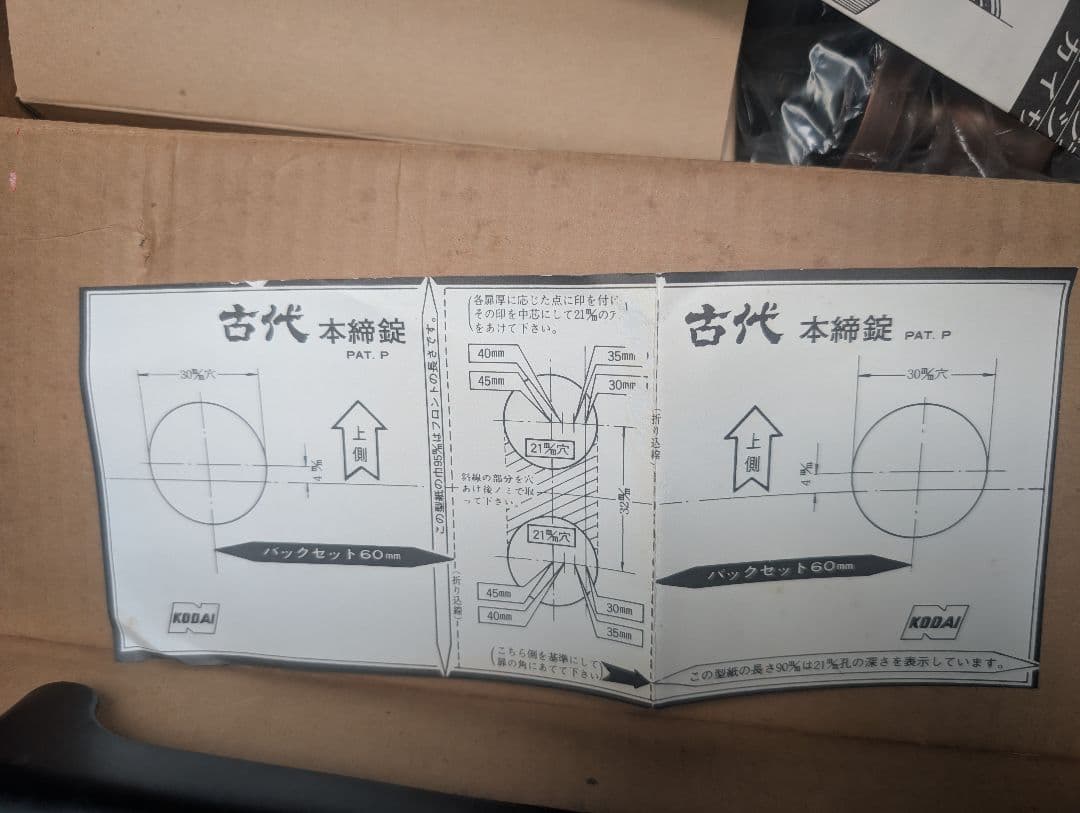 古代 本締錠
PAT. P
30㎜穴
上側
4㎜
バックセット60mm
KODAI
この型紙の巾95㎜はフロントの長さです。
(折り込線)
各扉厚に応じた点に印を付け
その印を中芯にして21㎜の
をあけて下さい。
40mm
45mm
35mm
30mm
21㎜穴
斜線の部分を穴
あけ後ノミで取
って下さい。
32㎜
21㎜穴
45mm
40mm
30mm
35mm
こちら側を基準にして
扉の角にあてて下さい
(折り込線)
古代 本締錠
PAT. P
30㎜穴
上側
4㎜
バックセット60mm
KODAI
この型紙の長さ90㎜は21㎜孔の深さを表示しています。